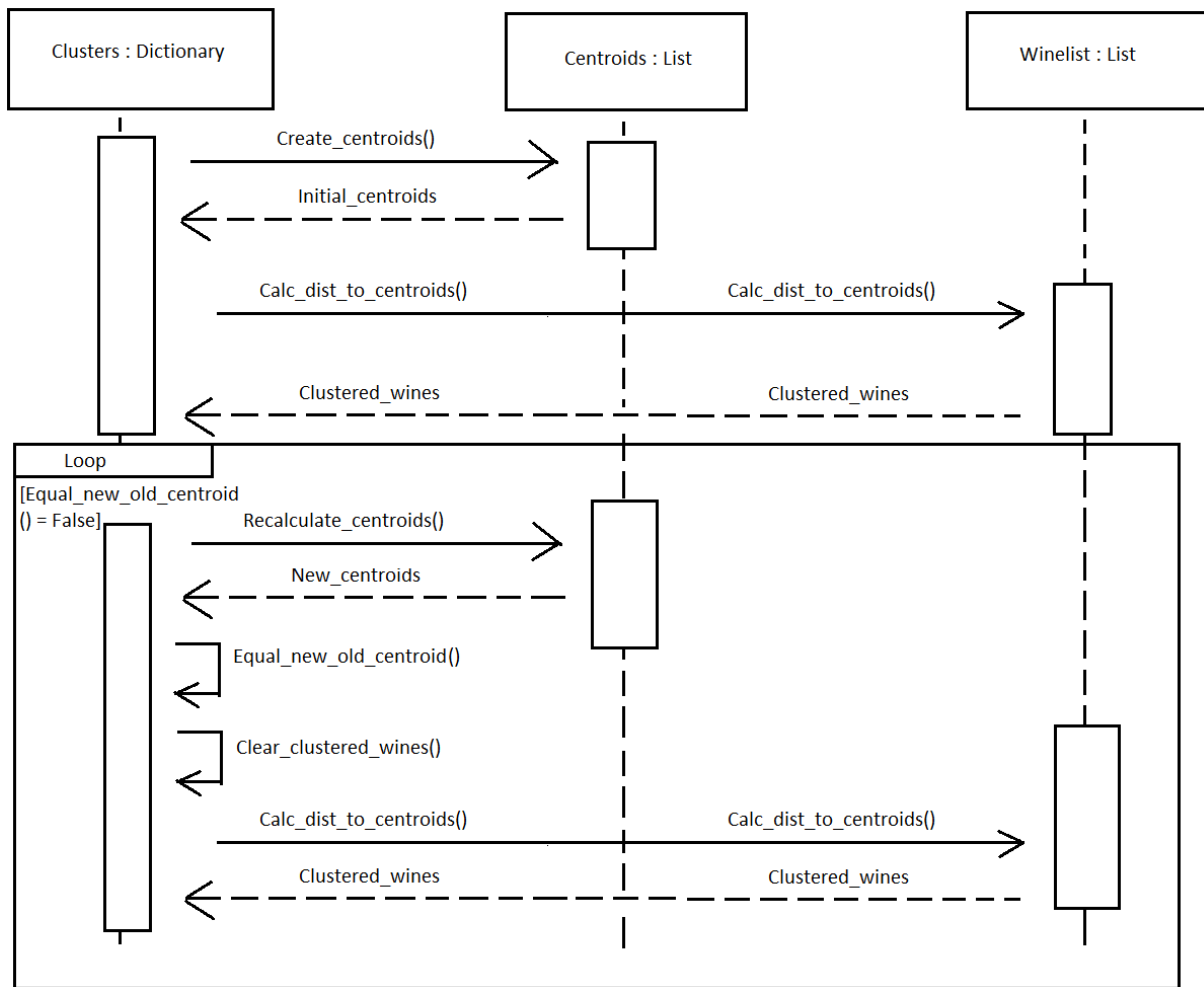 Clusters : Dictionary
Centroids : List
Winelist : List
Create_centroids()
Initial_centroids
Calc_dist_to_centroids()
Calc_dist_to_centroids()
Clustered_wines
Clustered_wines
Loop
[Equal_new_old_centroid
() = False]
Recalculate_centroids()
New_centroids
Equal_new_old_centroid()
Clear_clustered_wines()
Calc_dist_to_centroids()
Calc_dist_to_centroids()
Clustered_wines
Clustered_wines